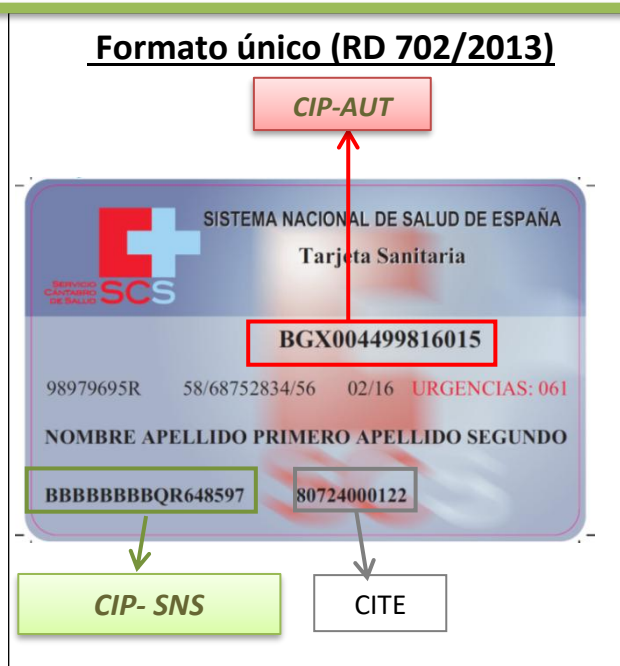 Formato único (RD 702/2013)
CIP-AUT
SISTEMA NACIONAL DE SALUD DE ESPAÑA
Tarjeta Sanitaria
SERVICIO
CANTABRO
DE SALUD SCS
BGX004499816015
98979695R 58/68752834/56 02/16 URGENCIAS: 061
NOMBRE APELLIDO PRIMERO APELLIDO SEGUNDO
BBBBBBBBQR648597 80724000122
CIP- SNS CITE